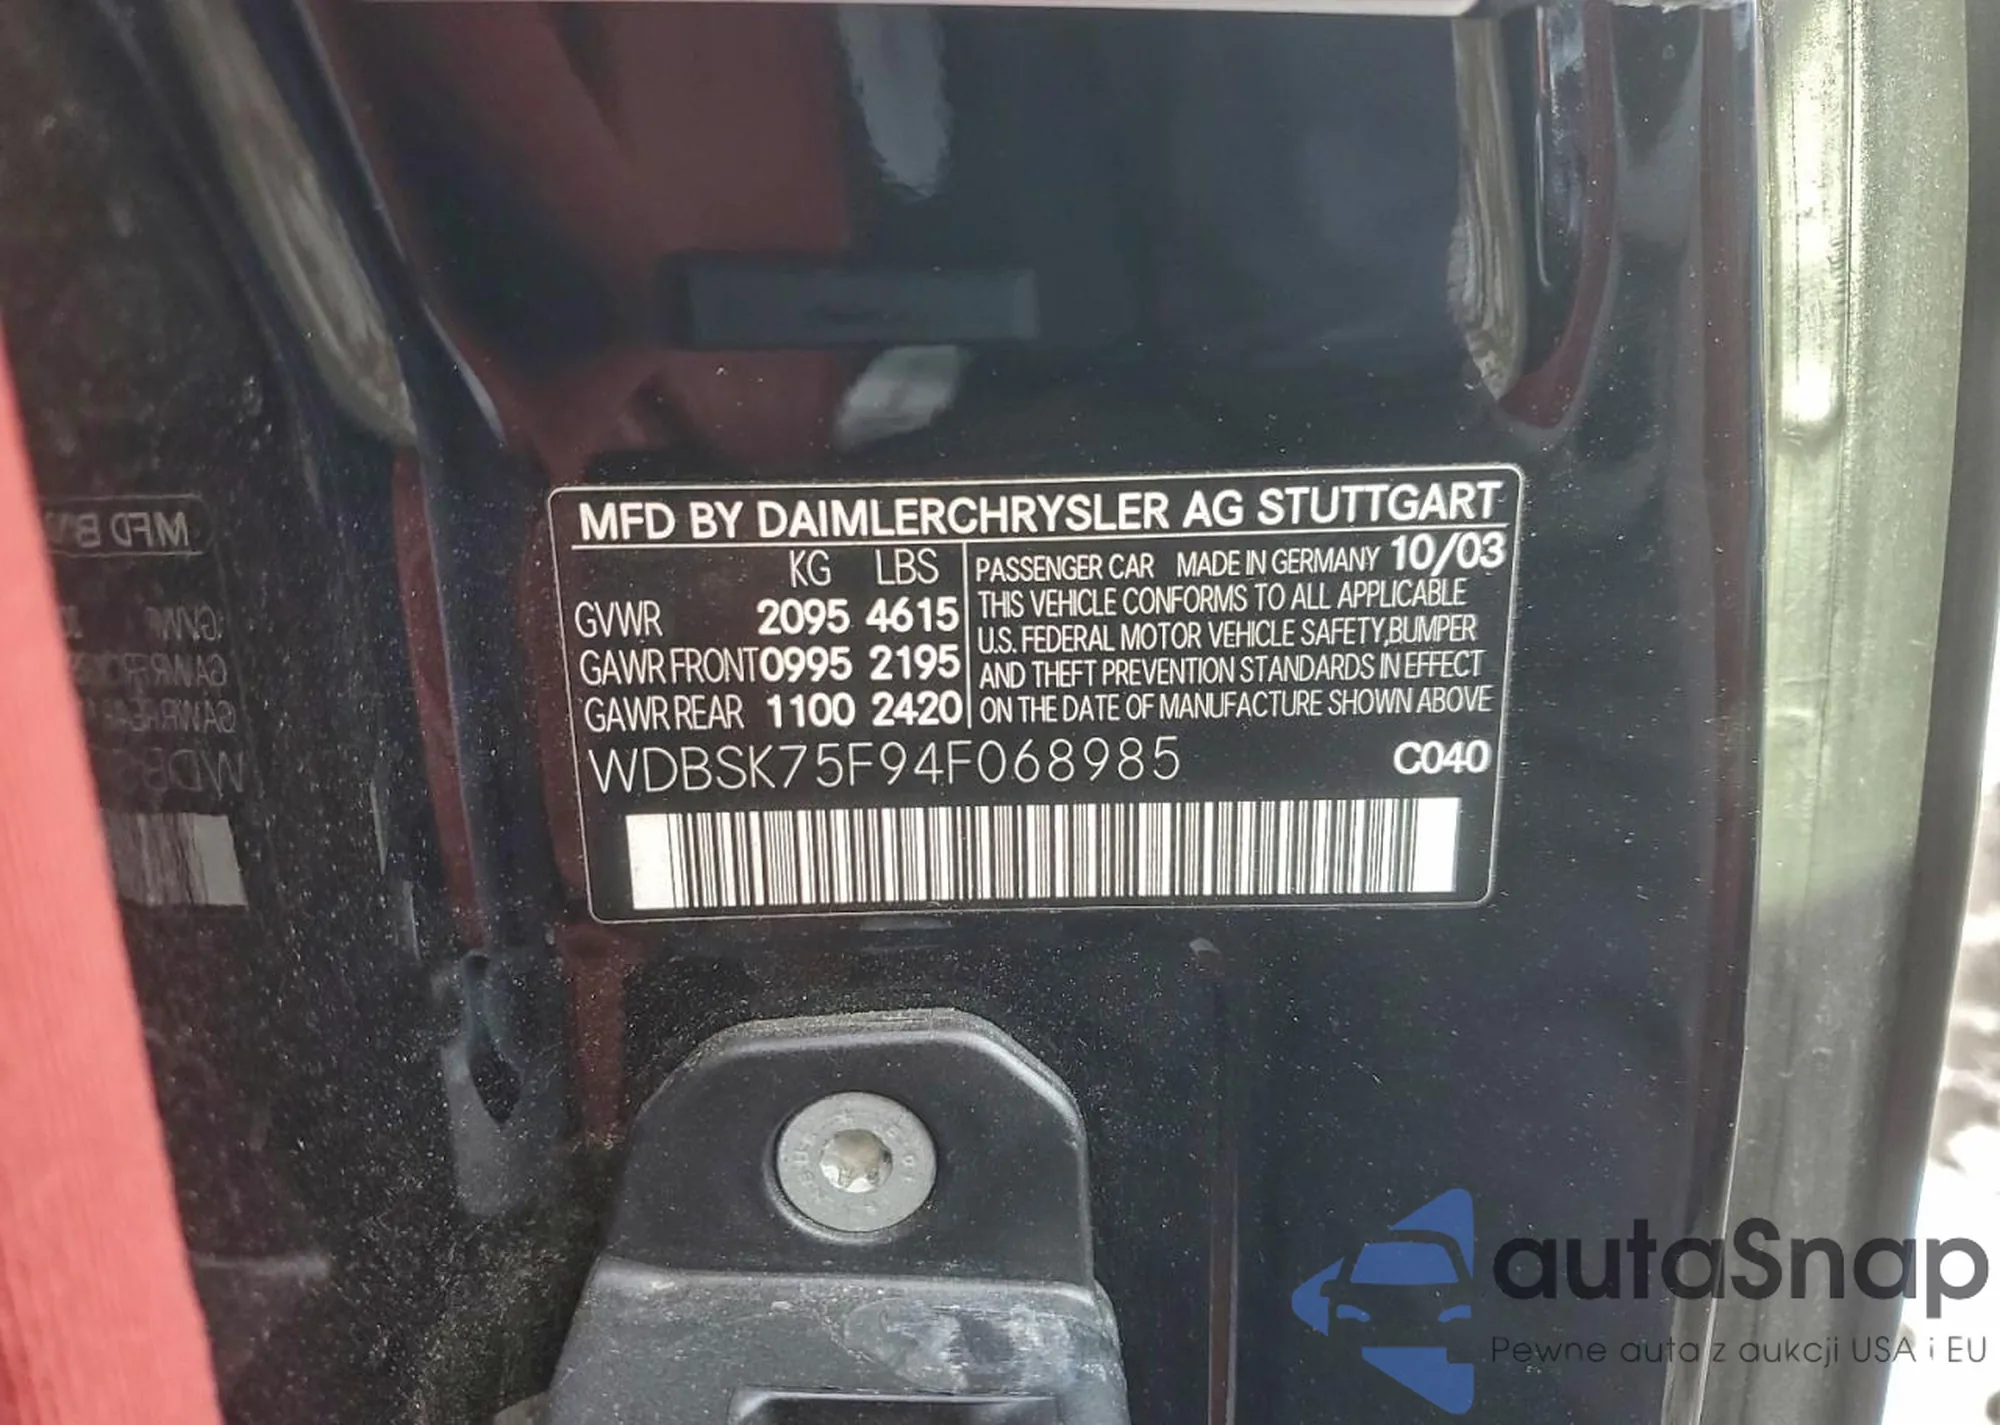 MFD BY DAIMLERCHRYSLER AG STUTTGART
KG LBS
GVWR 2095 4615
GAWR FRONT 0995 2195
GAWR REAR 1100 2420
PASSENGER CAR MADE IN GERMANY 10/03
THIS VEHICLE CONFORMS TO ALL APPLICABLE
U.S. FEDERAL MOTOR VEHICLE SAFETY,BUMPER
AND THEFT PREVENTION STANDARDS IN EFFECT
ON THE DATE OF MANUFACTURE SHOWN ABOVE
WDBSK75F94F068985 C040
autoSnap
Pewne auta z aukcji USA i EU